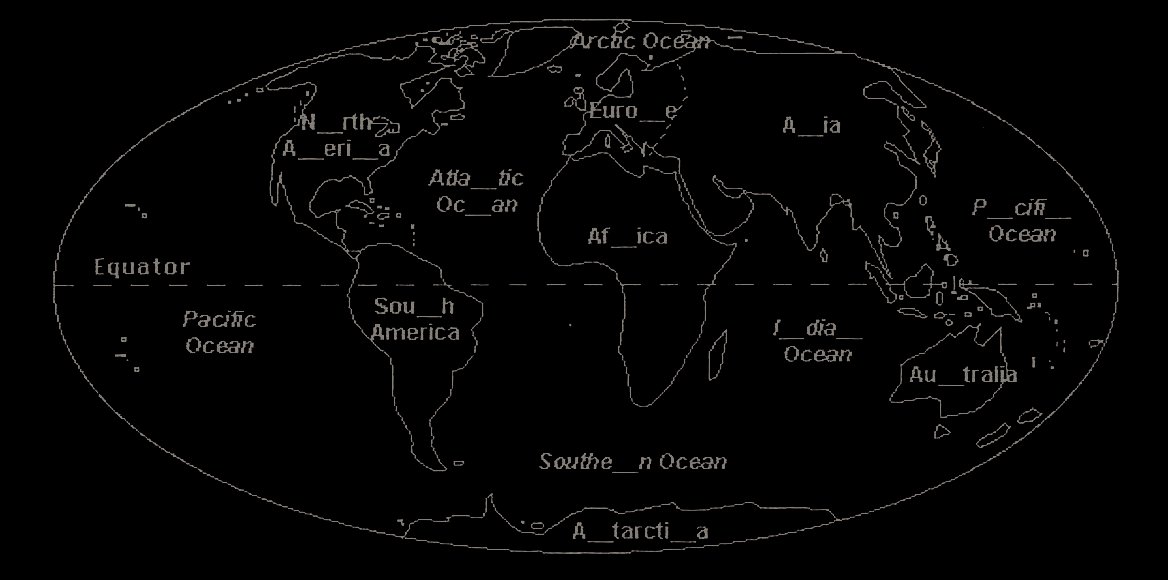 Arctic Ocean
N__rth
A__eri__a
Euro__e
A__ia
Atla__tic
Oc__an
P__cifi__
Ocean
Af__ica
Equator
Sou__h
America
Pacific
Ocean
I__dia__
Ocean
Au__tralia
Southe__n Ocean
A__tarcti__a